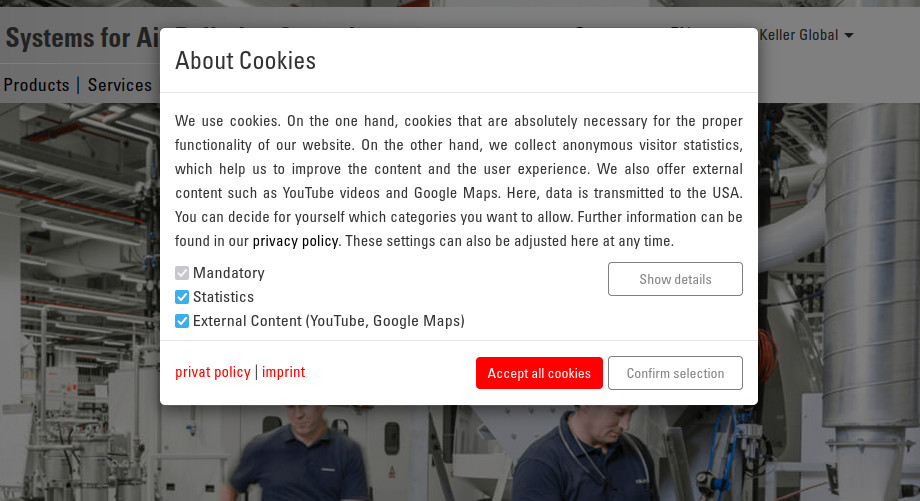 Systems for Ai
Keller Global
Products | Services
About Cookies
We use cookies. On the one hand, cookies that are absolutely necessary for the proper
functionality of our website. On the other hand, we collect anonymous visitor statistics,
which help us to improve the content and the user experience. We also offer external
content such as YouTube videos and Google Maps. Here, data is transmitted to the USA.
You can decide for yourself which categories you want to allow. Further information can be
found in our privacy policy. These settings can also be adjusted here at any time.
Mandatory
Show details
Statistics
External Content (YouTube, Google Maps)
privat policy | imprint
Accept all cookies
Confirm selection